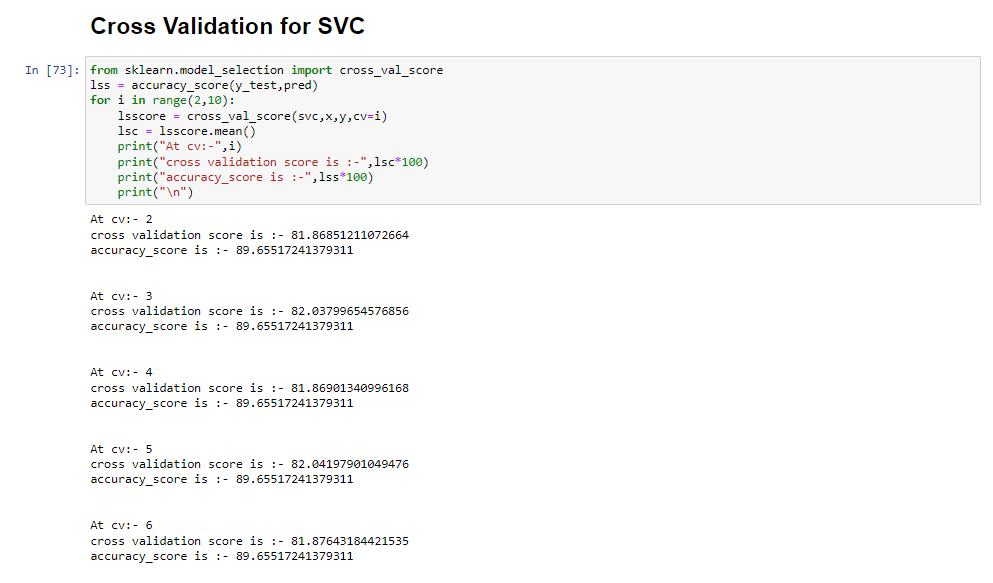 Cross Validation for SVC
In [73]: from sklearn.model_selection import cross_val_score
lss = accuracy_score(y_test,pred)
for i in range(2,10):
    lsscore = cross_val_score(svc,x,y,cv=i)
    lsc = lsscore.mean()
    print("At cv:-",i)
    print("cross validation score is :-",lsc*100)
    print("accuracy_score is :-",lss*100)
    print("\n")
At cv:- 2
cross validation score is :- 81.86851211072664
accuracy_score is :- 89.65517241379311
At cv:- 3
cross validation score is :- 82.03799654576856
accuracy_score is :- 89.65517241379311
At cv:- 4
cross validation score is :- 81.86901340996168
accuracy_score is :- 89.65517241379311
At cv:- 5
cross validation score is :- 82.04197901049476
accuracy_score is :- 89.65517241379311
At cv:- 6
cross validation score is :- 81.87643184421535
accuracy_score is :- 89.65517241379311